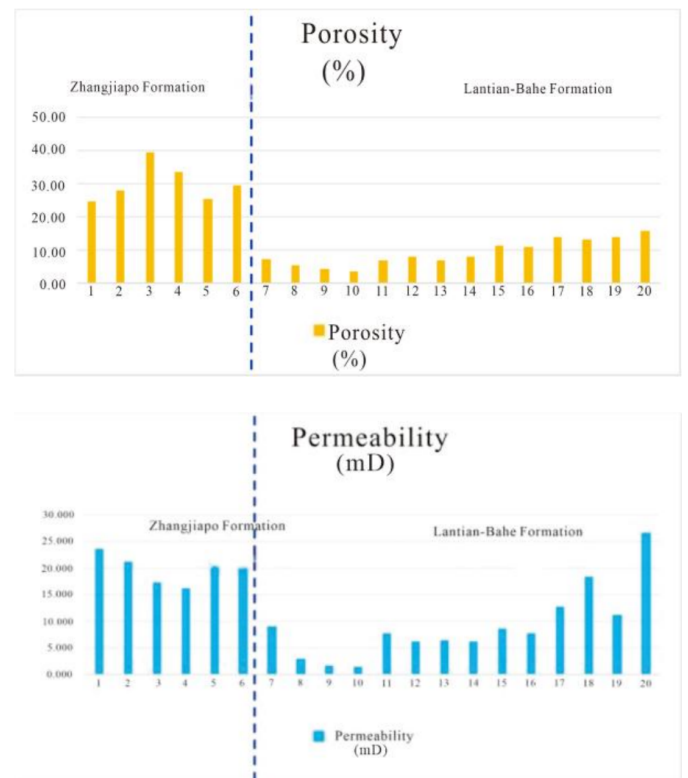 Porosity
(%)
Zhangjiapo Formation
Lantian-Bahe Formation
50.00
40.00
30.00
20.00
10.00
0.00
1 2 3 4 5 6 7 8 9 10 11 12 13 14 15 16 17 18 19 20
Porosity
(%)
Permeability
(mD)
30.000
Zhangjiapo Formation
Lantian-Bahe Formation
25.000
20.000
15.000
10.000
5.000
0.000
1 2 3 4 5 6 7 8 9 10 11 12 13 14 15 16 17 18 19 20
Permeability
(mD)